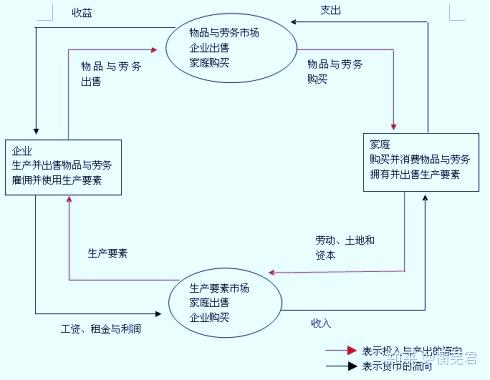 收益
支出
物品与劳务市场
企业出售
家庭购买
物品与劳务
出售
物品与劳务
购买
企业
生产并出售物品与劳务
雇佣并使用生产要素
家庭
购买并消费物品与劳务
拥有并出售生产要素
生产要素
劳动、土地和
资本
生产要素市场
家庭出售
企业购买
工资、租金与利润
收入
表示投入与产出的流向
表示货币的流向
知乎 @衡芜君